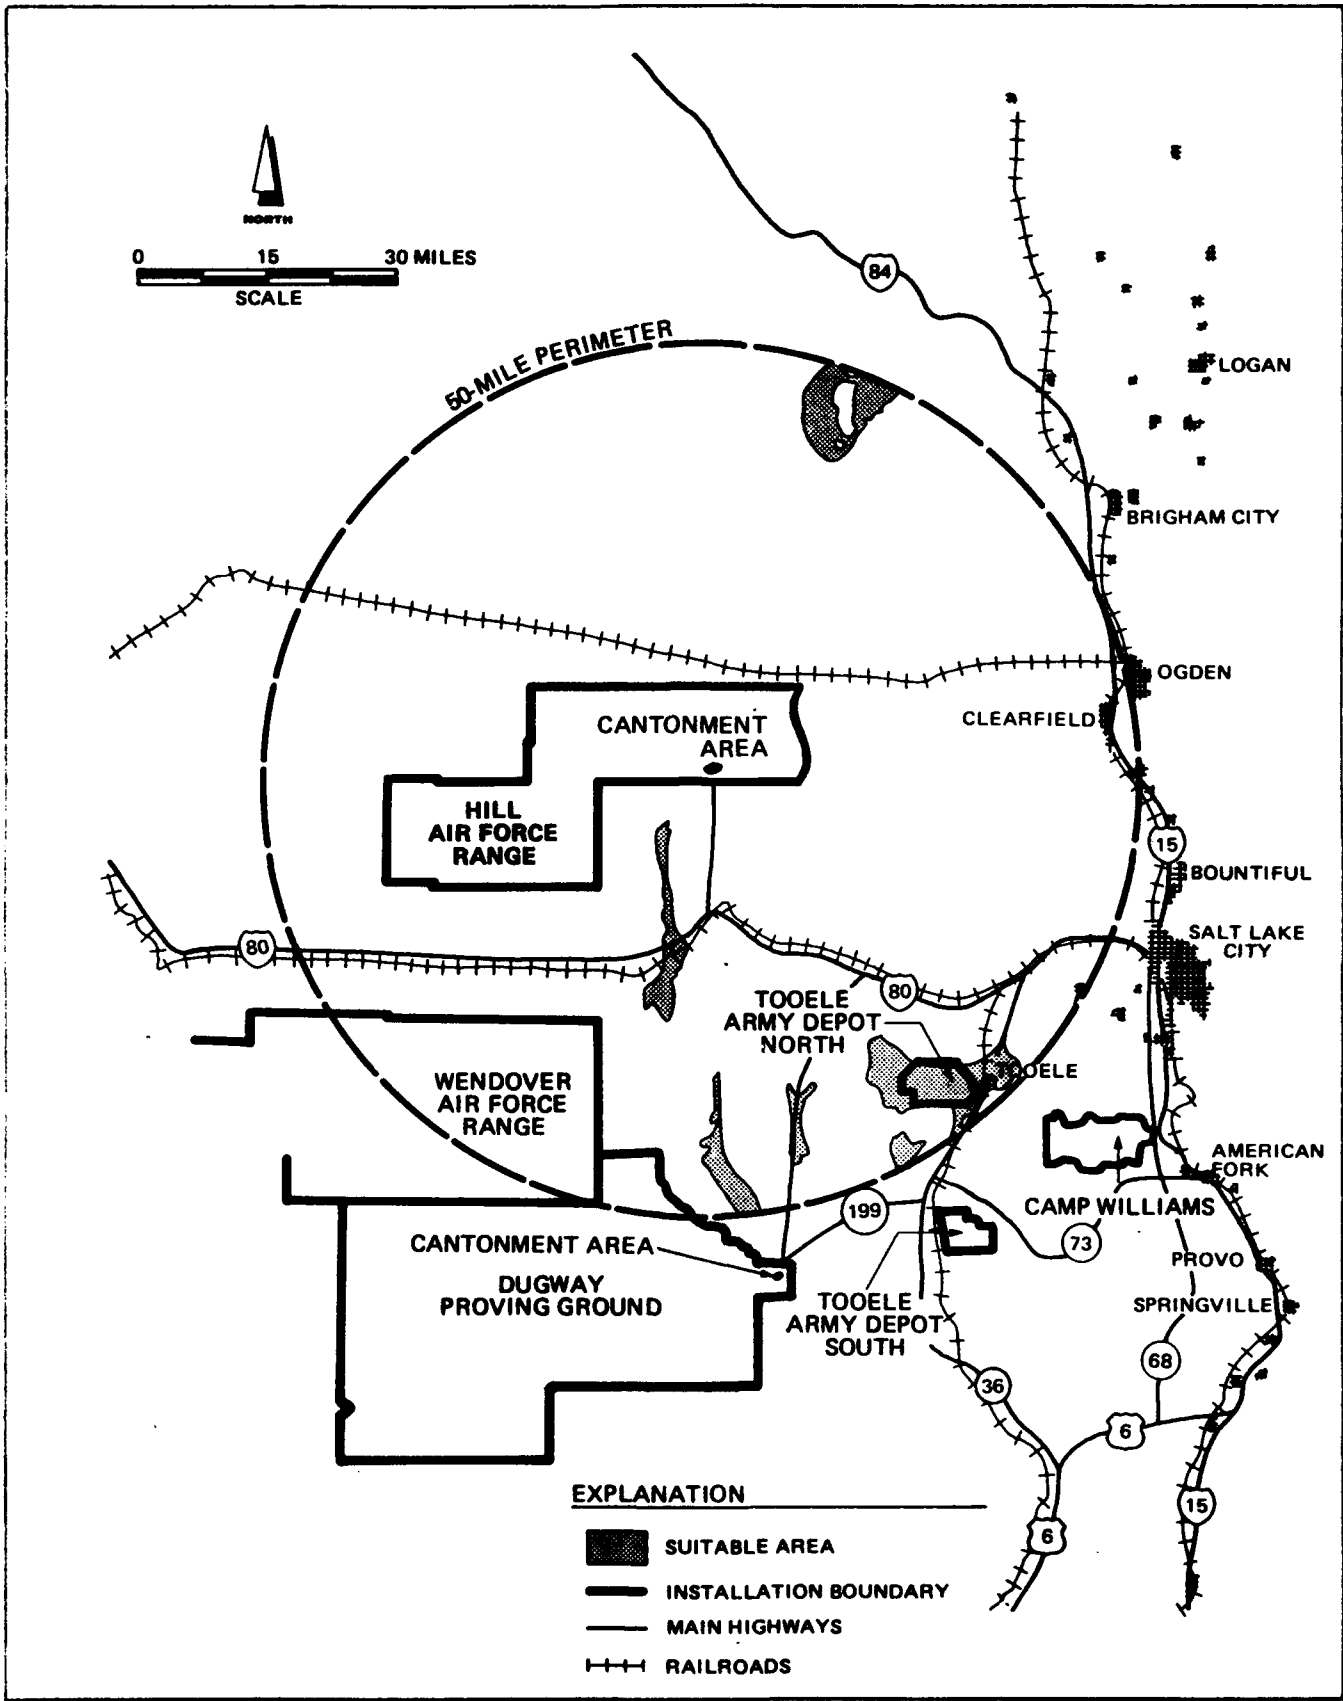 NORTH
0 15 30 MILES
SCALE
84
50-MILE PERIMETER
LOGAN
BRIGHAM CITY
OGDEN
CLEARFIELD
CANTONMENT
AREA
HILL
AIR FORCE
RANGE
15
BOUNTIFUL
SALT LAKE
CITY
80
80
TOOELE
ARMY DEPOT
NORTH
TOOELE
WENDOVER
AIR FORCE
RANGE
AMERICAN
FORK
CAMP WILLIAMS
199
73
CANTONMENT AREA
DUGWAY
PROVING GROUND
PROVO
SPRINGVILLE
TOOELE
ARMY DEPOT
SOUTH
68
36
6
15
6
EXPLANATION
SUITABLE AREA
INSTALLATION BOUNDARY
MAIN HIGHWAYS
RAILROADS